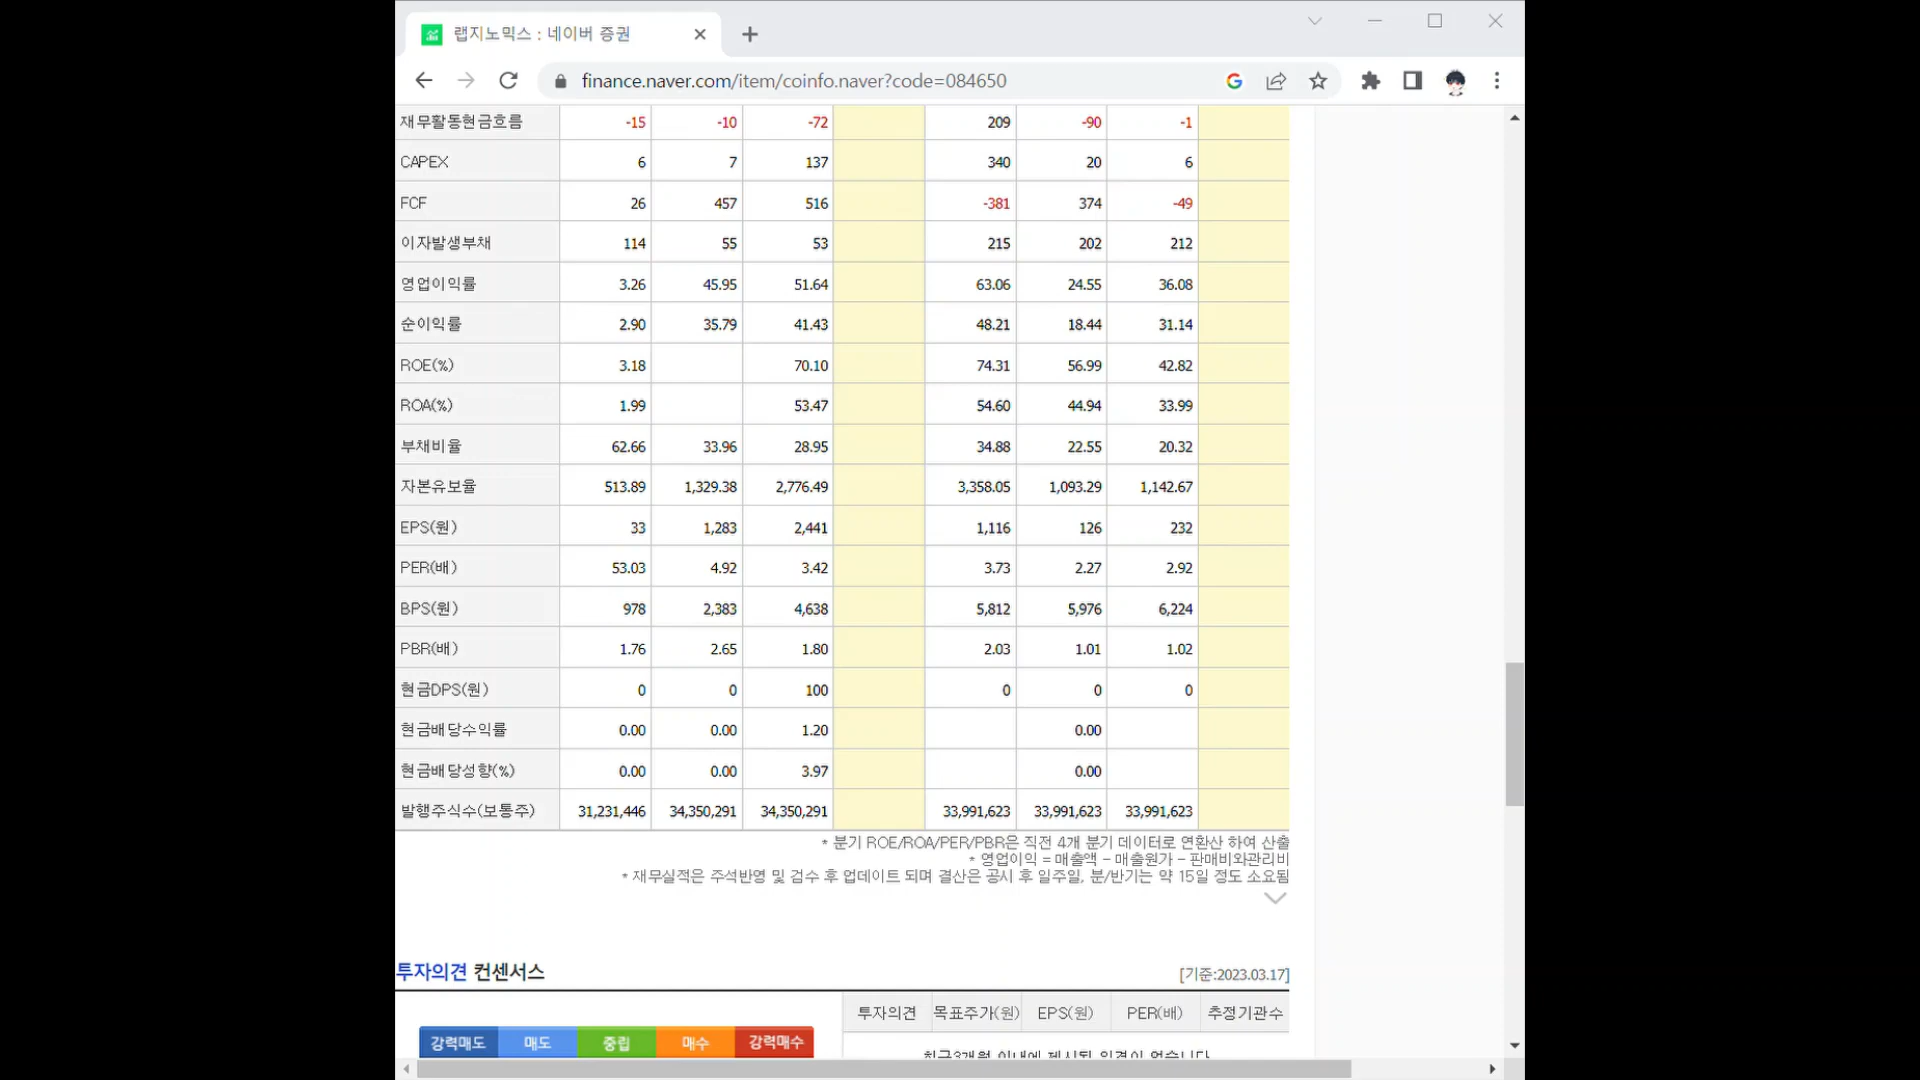 랩지노믹스 : 네이버 증권
finance.naver.com/item/coinfo.naver?code=084650
재무활동현금흐름 -15 -10 -72 209 -90 -1
CAPEX 6 7 137 340 20 6
FCF 26 457 516 -381 374 -49
이자발생부채 114 55 53 215 202 212
영업이익률 3.26 45.95 51.64 63.06 24.55 36.08
순이익률 2.90 35.79 41.43 48.21 18.44 31.14
ROE(%) 3.18 70.10 74.31 56.99 42.82
ROA(%) 1.99 53.47 54.60 44.94 33.99
부채비율 62.66 33.96 28.95 34.88 22.55 20.32
자본유보율 513.89 1,329.38 2,776.49 3,358.05 1,093.29 1,142.67
EPS(원) 33 1,283 2,441 1,116 126 232
PER(배) 53.03 4.92 3.42 3.73 2.27 2.92
BPS(원) 978 2,383 4,638 5,812 5,976 6,224
PBR(배) 1.76 2.65 1.80 2.03 1.01 1.02
현금DPS(원) 0 0 100 0 0 0
현금배당수익률 0.00 0.00 1.20 0.00
현금배당성향(%) 0.00 0.00 3.97 0.00
발행주식수(보통주) 31,231,446 34,350,291 34,350,291 33,991,623 33,991,623 33,991,623
* 분기 ROE/ROA/PER/PBR은 직전 4개 분기 데이터로 연환산 하여 산출
* 영업이익 = 매출액 - 매출원가 - 판매비와관리비
* 재무실적은 주석반영 및 검수 후 업데이트 되며 결산은 공시 후 일주일, 분/반기는 약 15일 정도 소요됨
투자의견 컨센서스 [기준:2023.03.17]
투자의견 목표주가(원) EPS(원) PER(배) 추정기관수
강력매도 매도 중립 매수 강력매수
최근3개월 이내에 제시된 의견이 없습니다